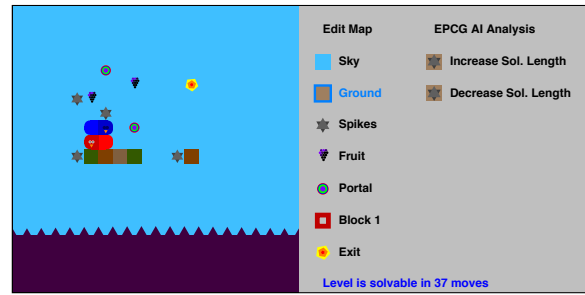 Edit Map
EPCG AI Analysis
Sky
Increase Sol. Length
Ground
Decrease Sol. Length
Spikes
Fruit
Portal
Block 1
Exit
Level is solvable in 37 moves